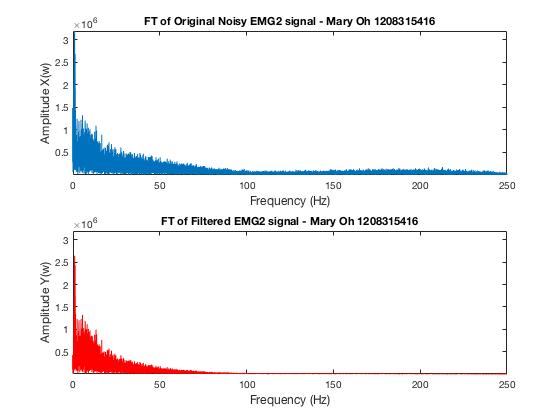 FT of Original Noisy EMG2 signal - Mary Oh 1208315416
×10^6
3
2.5
2
1.5
1
0.5
Amplitude X(w)
0 50 100 150 200 250
Frequency (Hz)
FT of Filtered EMG2 signal - Mary Oh 1208315416
×10^6
3
2.5
2
1.5
1
0.5
Amplitude Y(w)
0 50 100 150 200 250
Frequency (Hz)